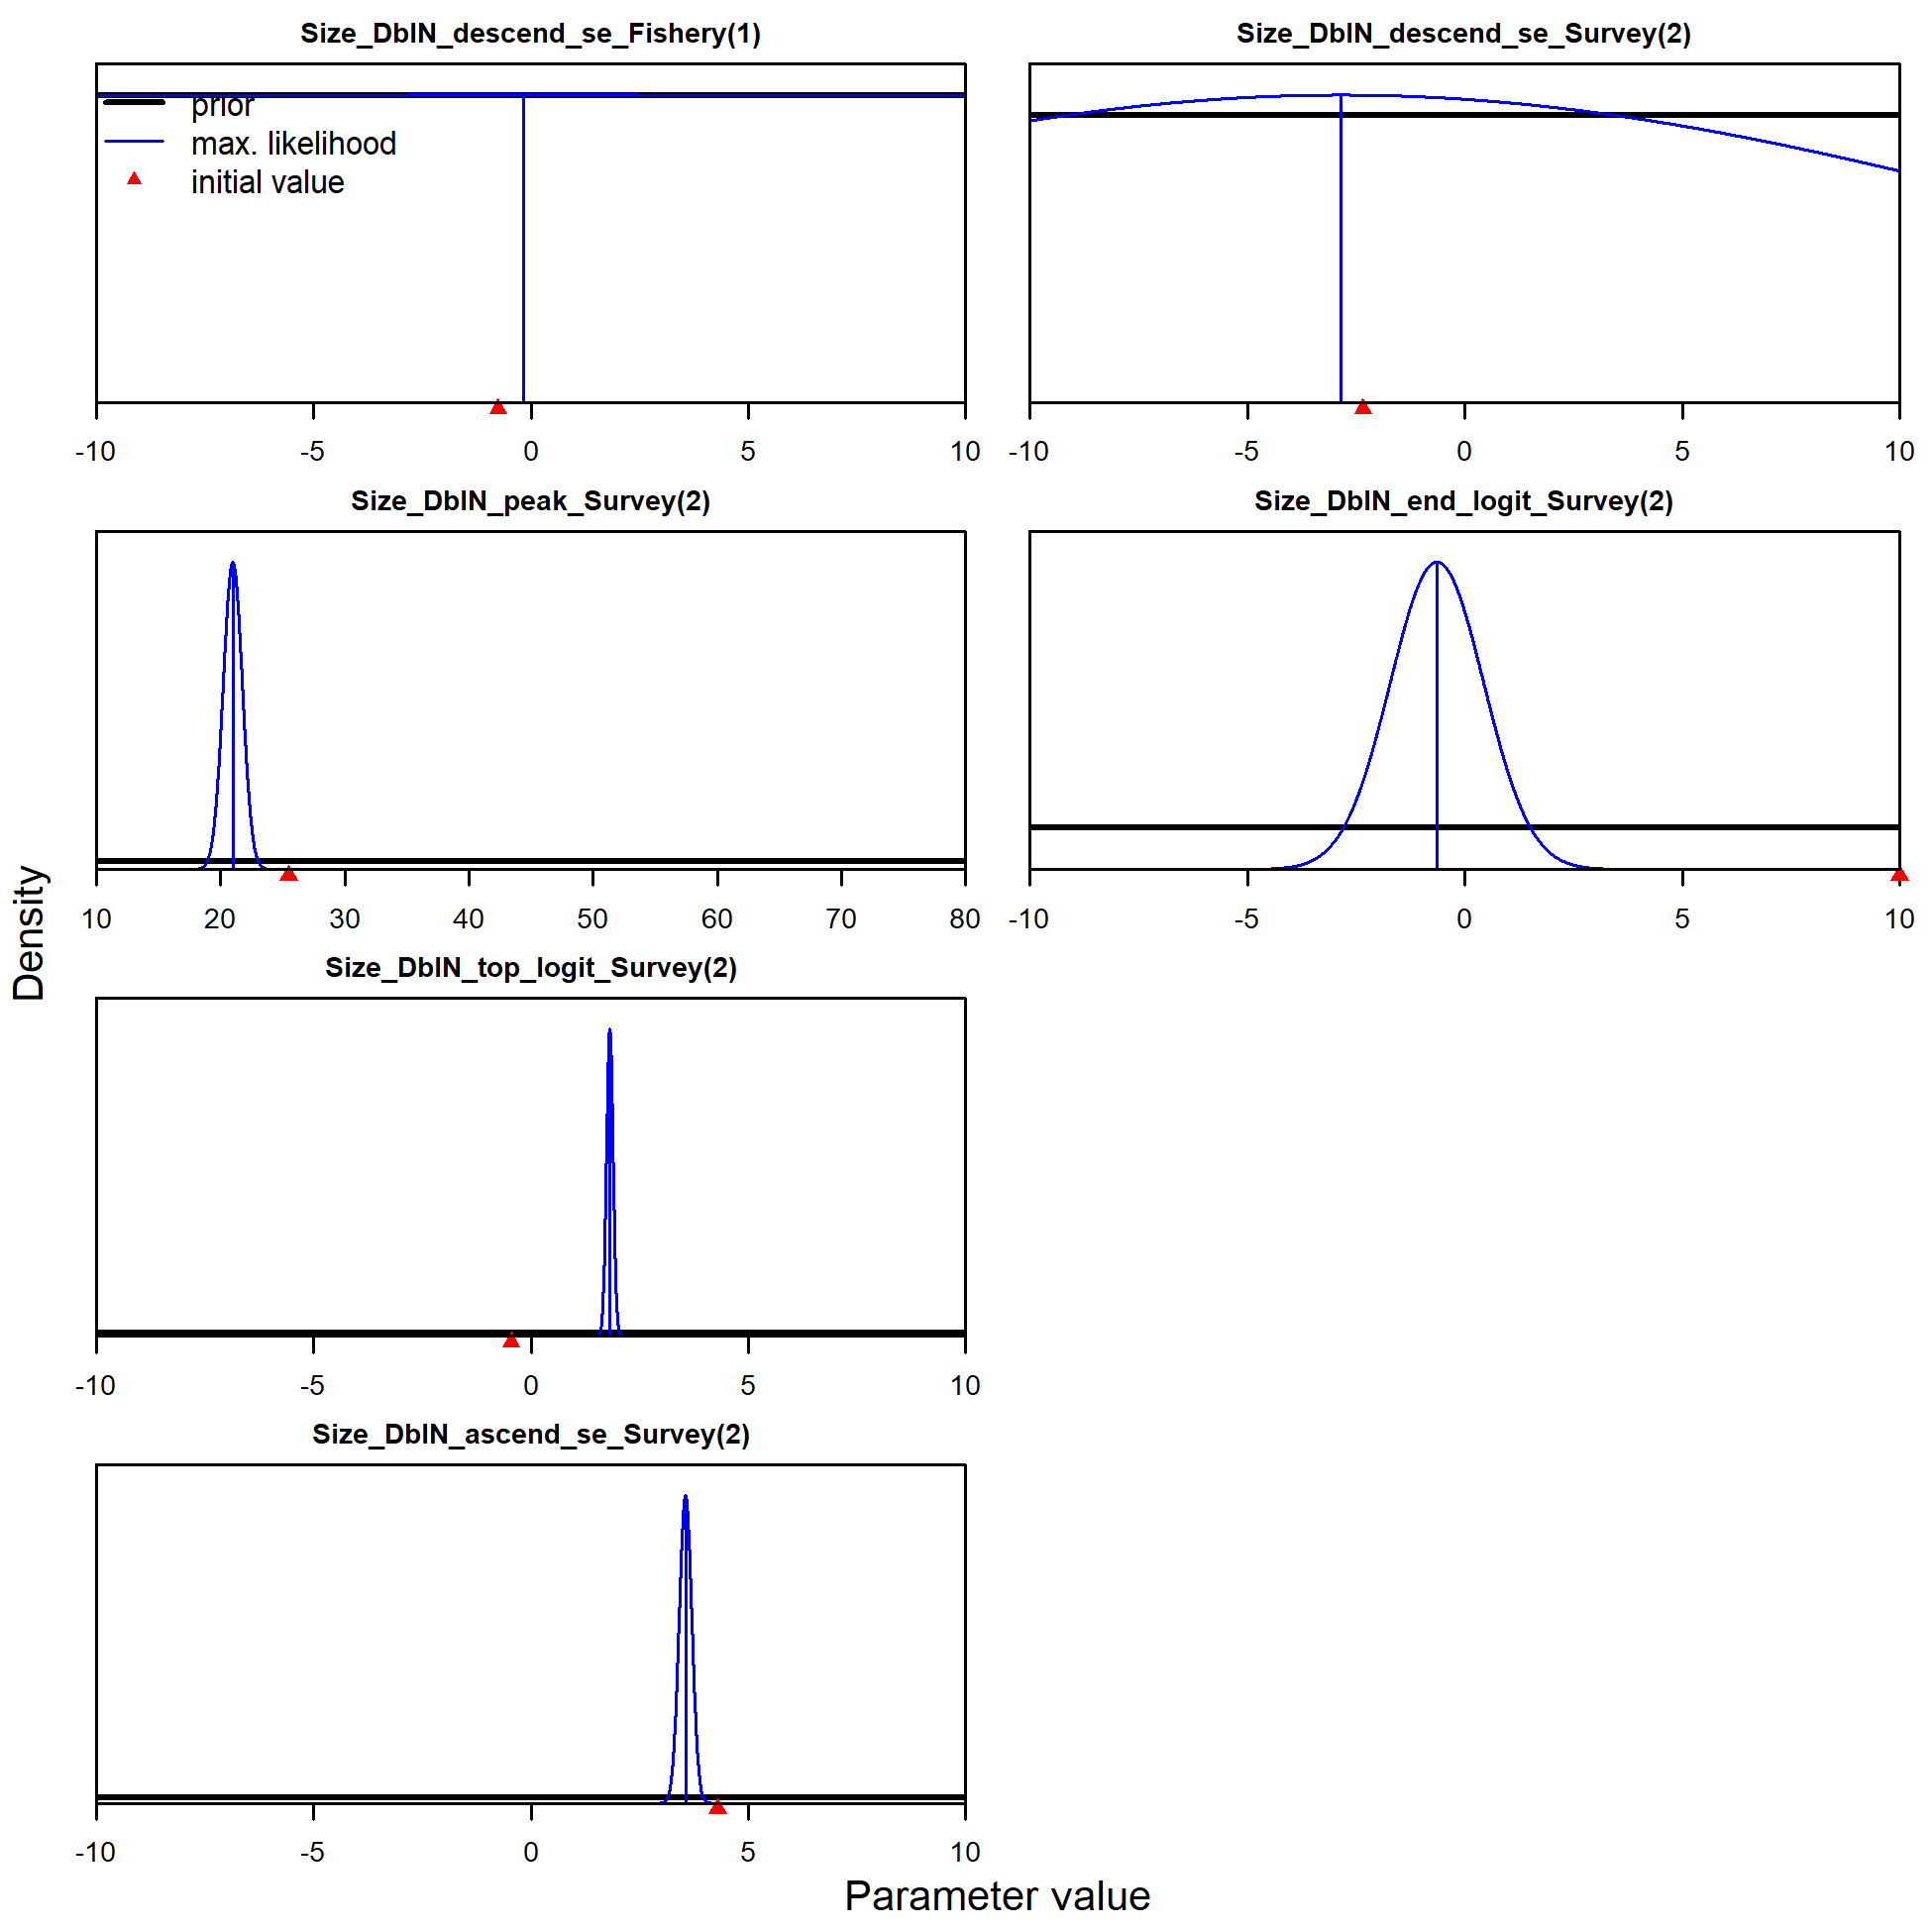 Size_DblN_descend_se_Fishery(1)
prior
max. likelihood
initial value
-10 -5 0 5 10
Size_DblN_descend_se_Survey(2)
-10 -5 0 5 10
Size_DblN_peak_Survey(2)
10 20 30 40 50 60 70 80
Size_DblN_end_logit_Survey(2)
-10 -5 0 5 10
Size_DblN_top_logit_Survey(2)
-10 -5 0 5 10
Size_DblN_ascend_se_Survey(2)
-10 -5 0 5 10
Density
Parameter value